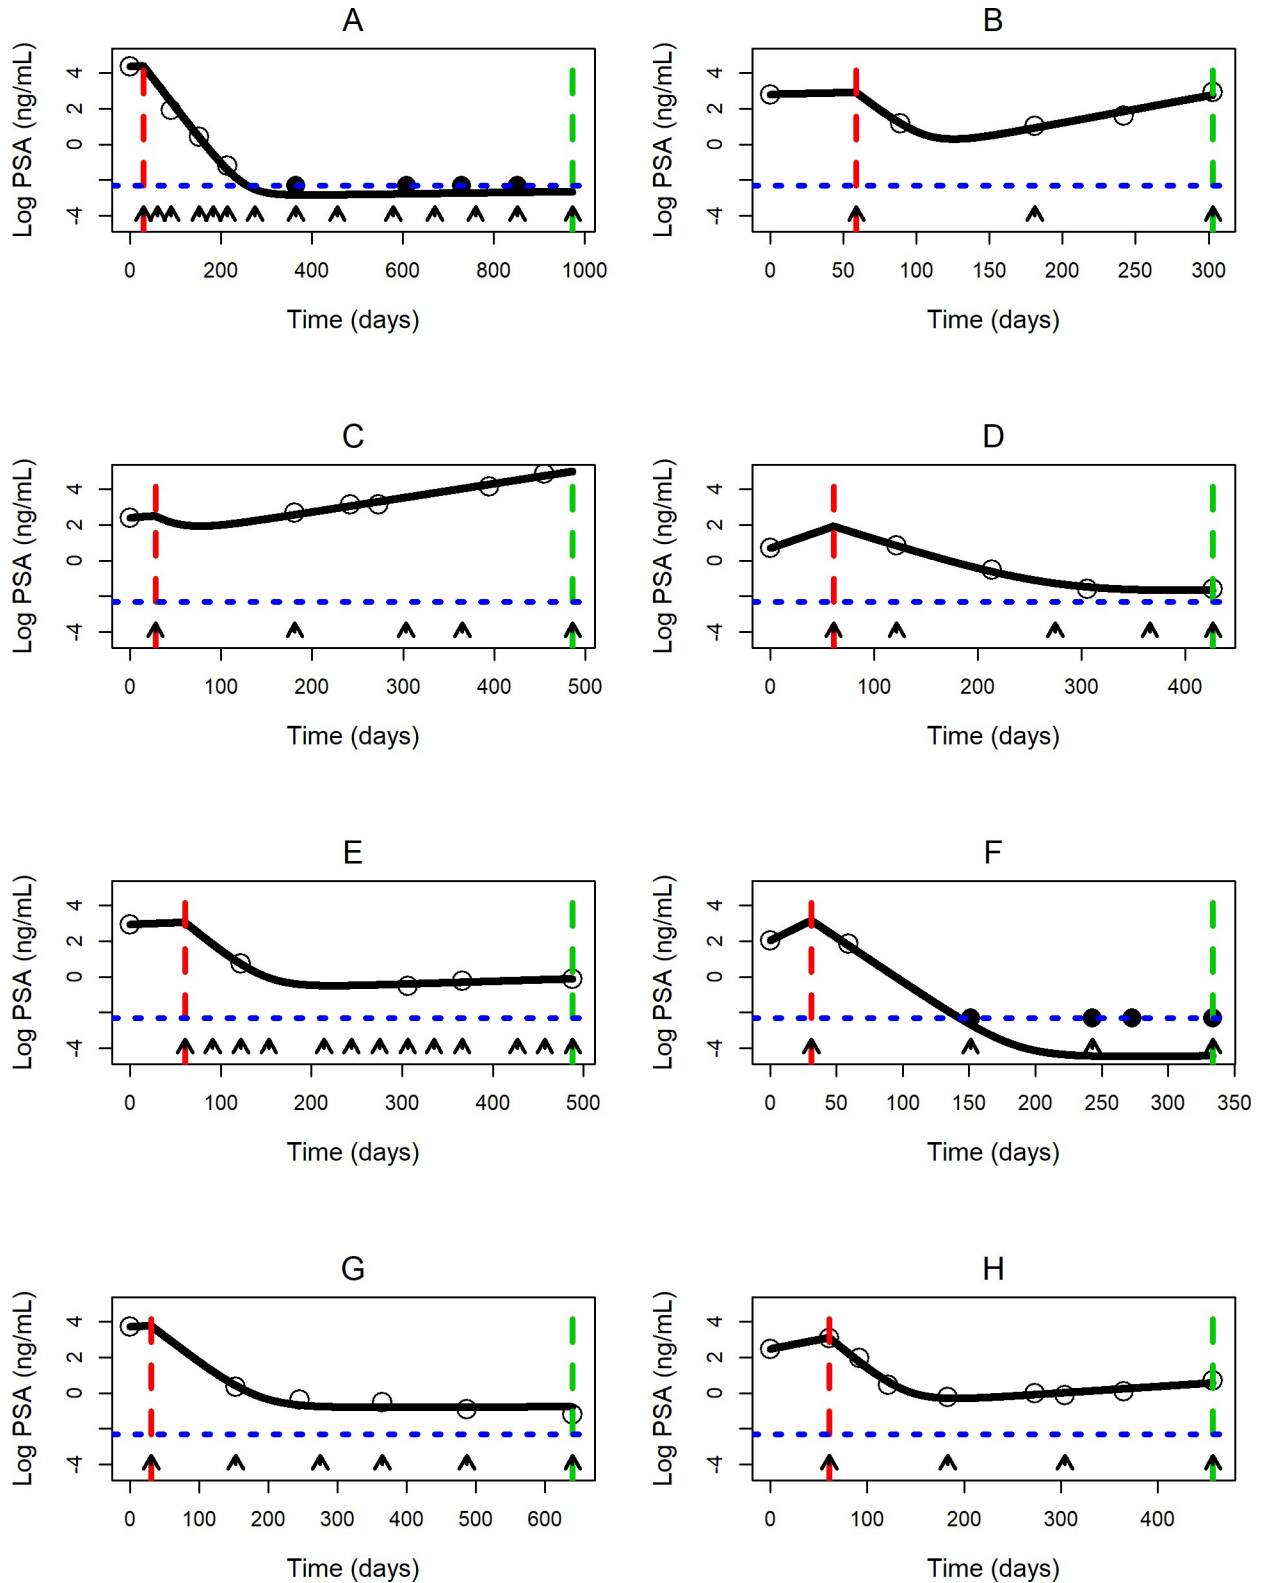 A
Log PSA (ng/mL)
4
2
0
-4
0 200 400 600 800 1000
Time (days)
B
Log PSA (ng/mL)
4
2
0
-4
0 50 100 150 200 250 300
Time (days)
C
Log PSA (ng/mL)
4
2
0
-4
0 100 200 300 400 500
Time (days)
D
Log PSA (ng/mL)
4
2
0
-4
0 100 200 300 400
Time (days)
E
Log PSA (ng/mL)
4
2
0
-4
0 100 200 300 400 500
Time (days)
F
Log PSA (ng/mL)
4
2
0
-4
0 50 100 150 200 250 300 350
Time (days)
G
Log PSA (ng/mL)
4
2
0
-4
0 100 200 300 400 500 600
Time (days)
H
Log PSA (ng/mL)
4
2
0
-4
0 100 200 300 400
Time (days)